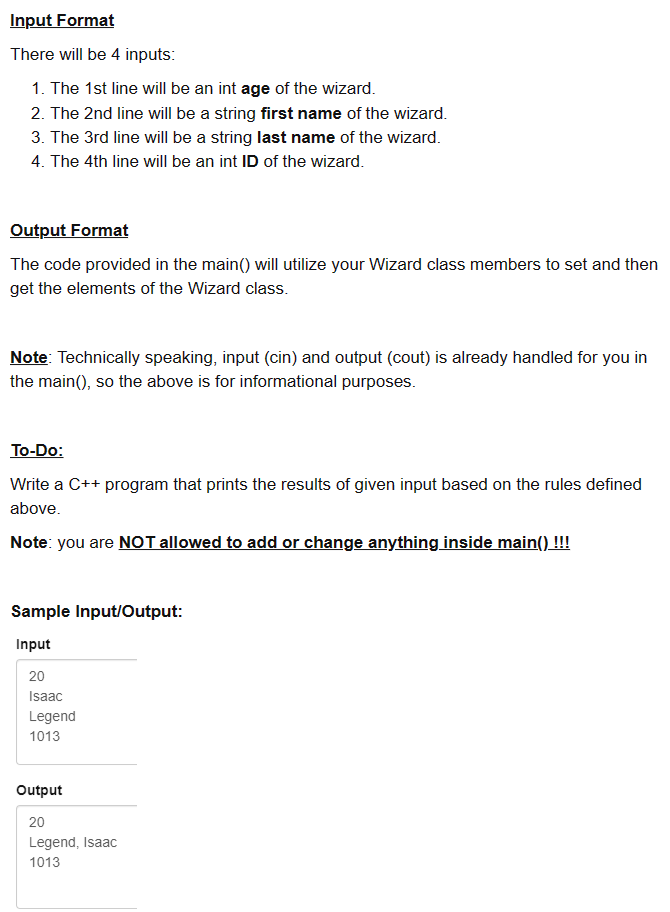 Input Format
There will be 4 inputs:
1. The 1st line will be an int age of the wizard.
2. The 2nd line will be a string first name of the wizard.
3. The 3rd line will be a string last name of the wizard.
4. The 4th line will be an int ID of the wizard.
Output Format
The code provided in the main() will utilize your Wizard class members to set and then
get the elements of the Wizard class.
Note: Technically speaking, input (cin) and output (cout) is already handled for you in
the main(), so the above is for informational purposes.
To-Do:
Write a C++ program that prints the results of given input based on the rules defined
above.
Note: you are NOT allowed to add or change anything inside main() !!!
Sample Input/Output:
Input
20
Isaac
Legend
1013
Output
20
Legend, Isaac
1013